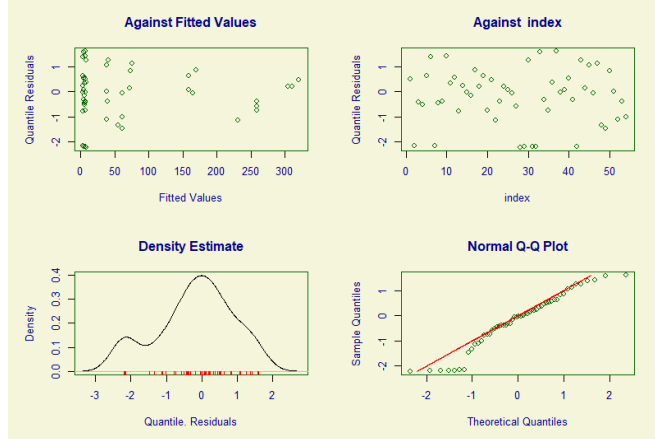 Against Fitted Values
Quantile Residuals
1
0
-1
-2
0 50 100 150 200 250 300
Fitted Values
Against index
Quantile Residuals
1
0
-1
-2
0 10 20 30 40 50
index
Density Estimate
Density
0.4
0.3
0.2
0.1
0.0
-3 -2 -1 0 1 2
Quantile. Residuals
Normal Q-Q Plot
Sample Quantiles
1
0
-1
-2
-2 -1 0 1 2
Theoretical Quantiles